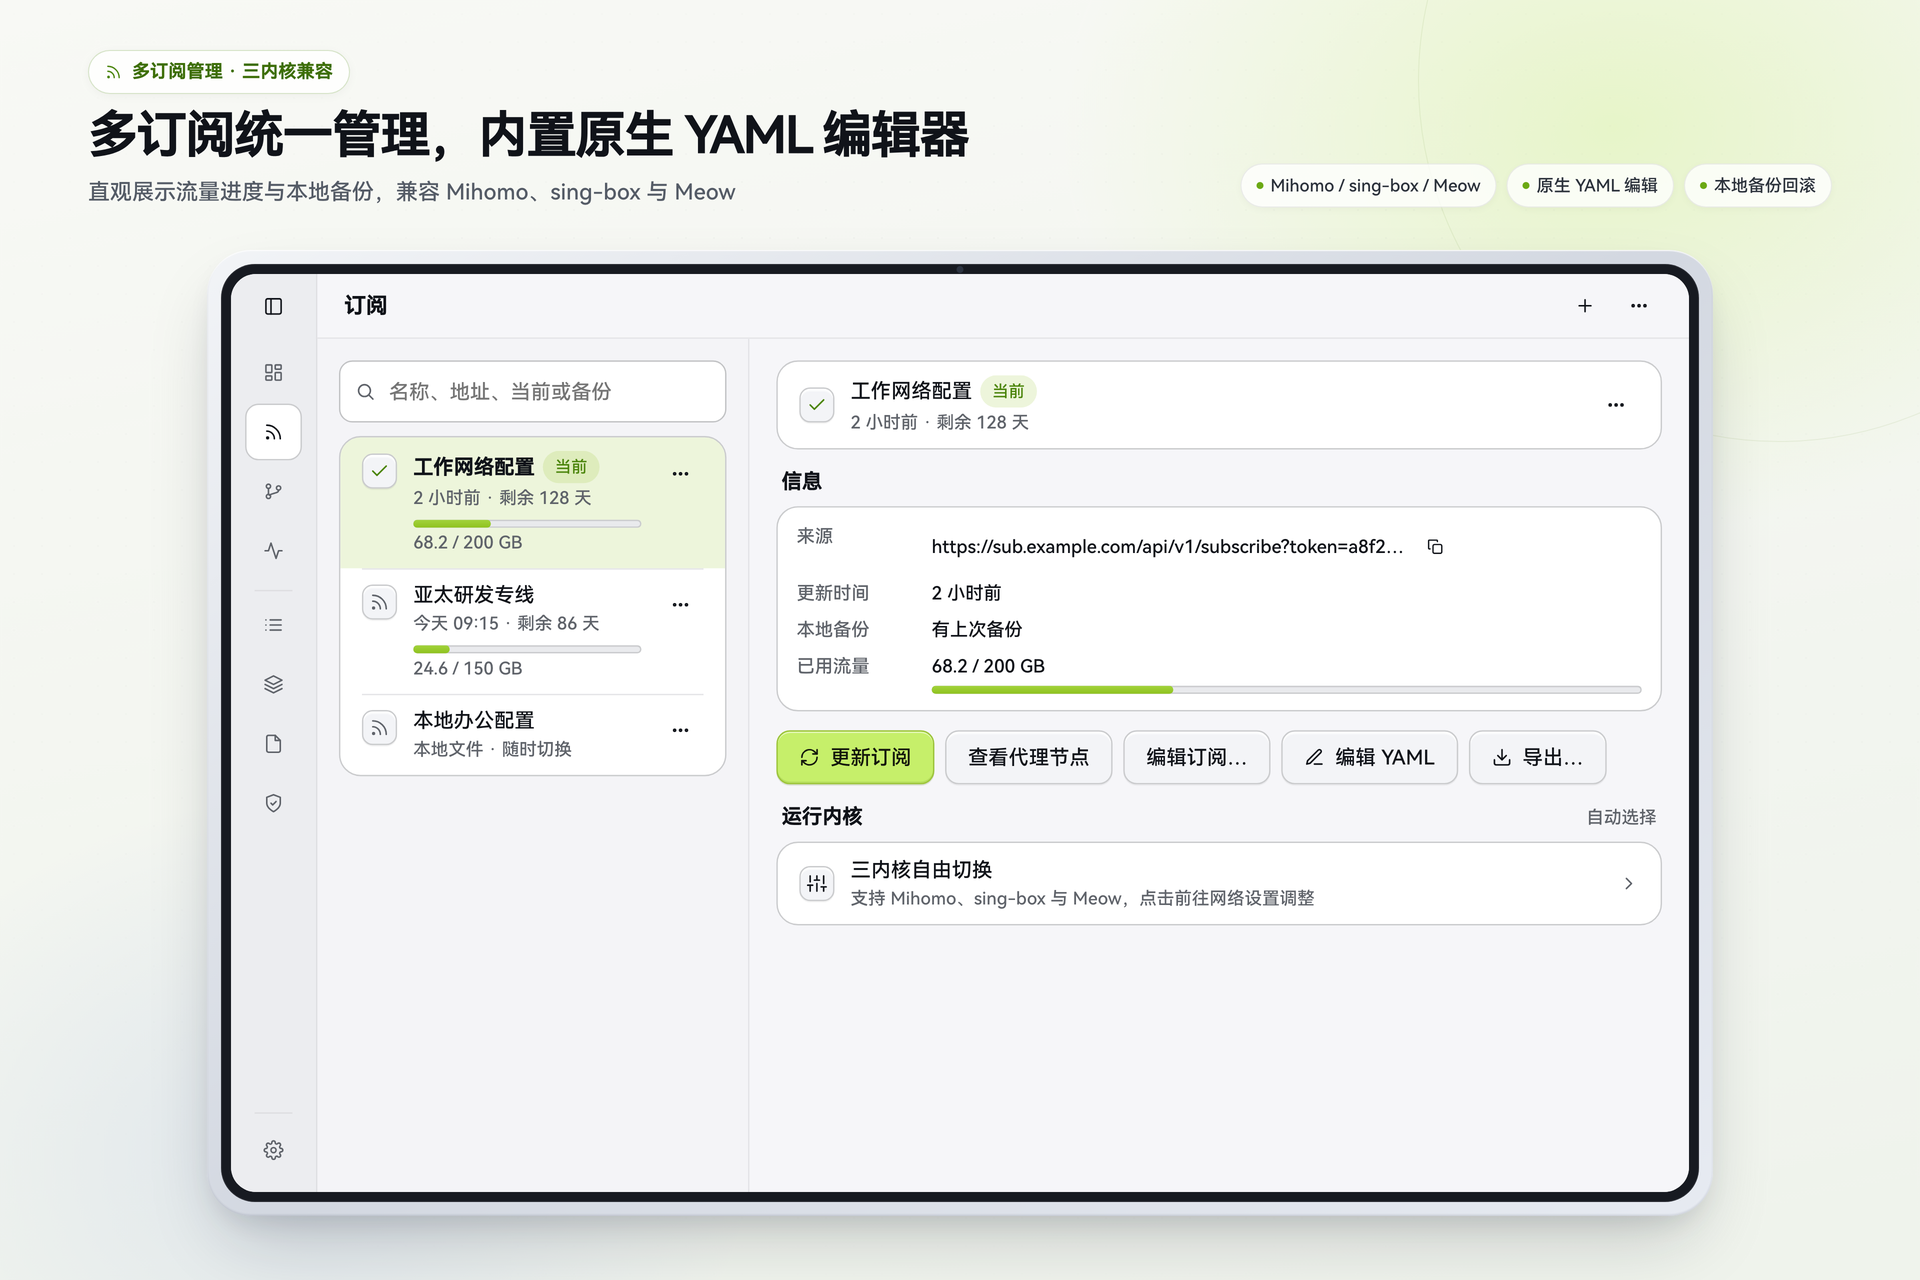 多订阅管理 · 三内核兼容
多订阅统一管理，内置原生 YAML 编辑器
直观展示流量进度与本地备份，兼容 Mihomo、sing-box 与 Meow
Mihomo / sing-box / Meow
原生 YAML 编辑
本地备份回滚
订阅
名称、地址、当前或备份
工作网络配置 当前
2 小时前 · 剩余 128 天
68.2 / 200 GB
亚太研发专线
今天 09:15 · 剩余 86 天
24.6 / 150 GB
本地办公配置
本地文件 · 随时切换
工作网络配置 当前
2 小时前 · 剩余 128 天
信息
来源 https://sub.example.com/api/v1/subscribe?token=a8f2...
更新时间 2 小时前
本地备份 有上次备份
已用流量 68.2 / 200 GB
更新订阅
查看代理节点
编辑订阅...
编辑 YAML
导出...
运行内核 自动选择
三内核自由切换
支持 Mihomo、sing-box 与 Meow，点击前往网络设置调整